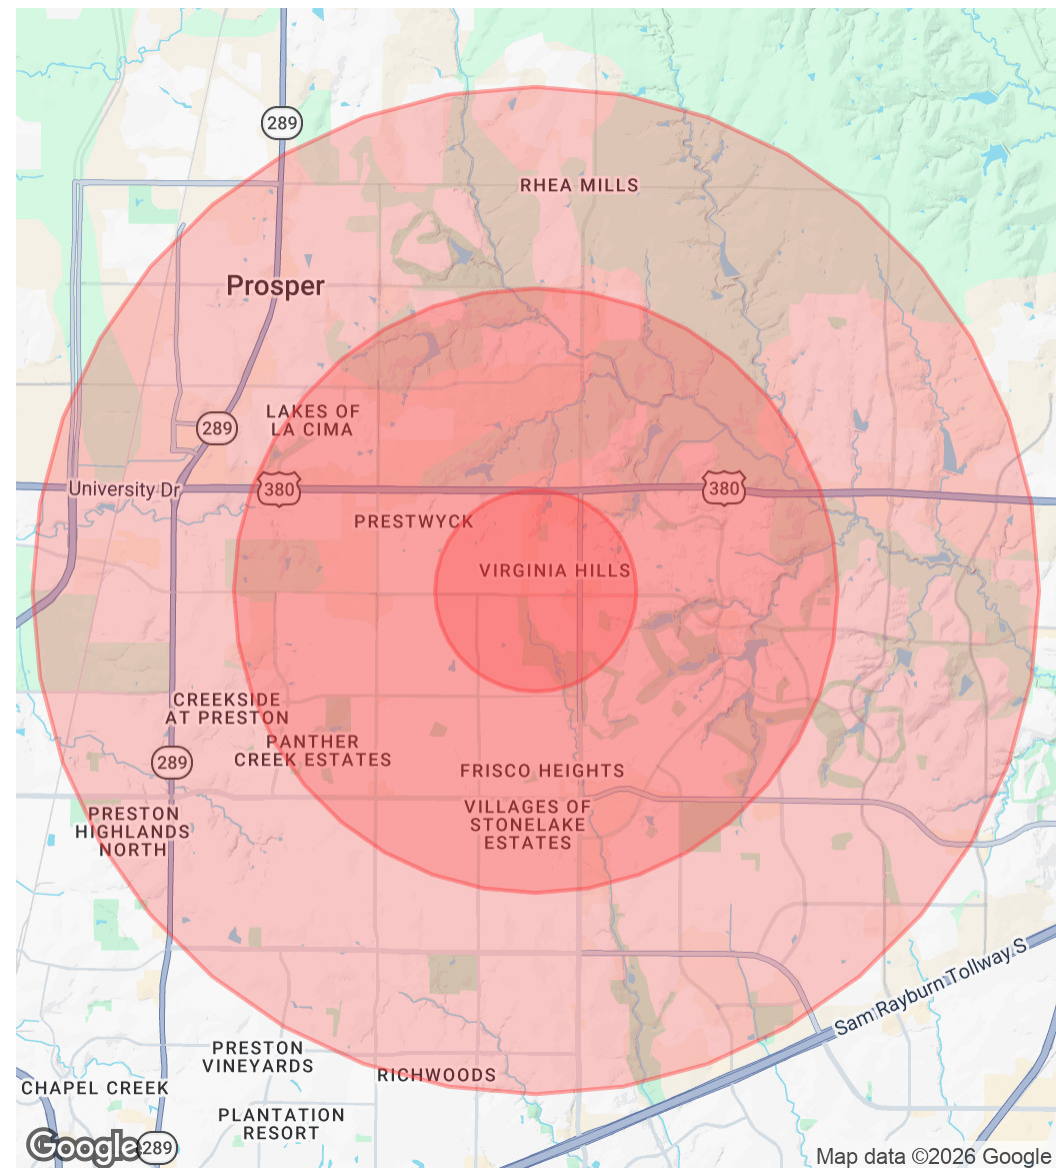 289
RHEA MILLS
Prosper
LAKES OF
LA CIMA
289
University Dr
380
380
PRESTWYCK
VIRGINIA HILLS
CREEKSIDE
AT PRESTON
PANTHER
CREEK ESTATES
289
FRISCO HEIGHTS
VILLAGES OF
STONELAKE
ESTATES
PRESTON
HIGHLANDS
NORTH
Sam Rayburn Tollway S
PRESTON
VINEYARDS
RICHWOODS
CHAPEL CREEK
PLANTATION
RESORT
Google
289
Map data ©2026 Google